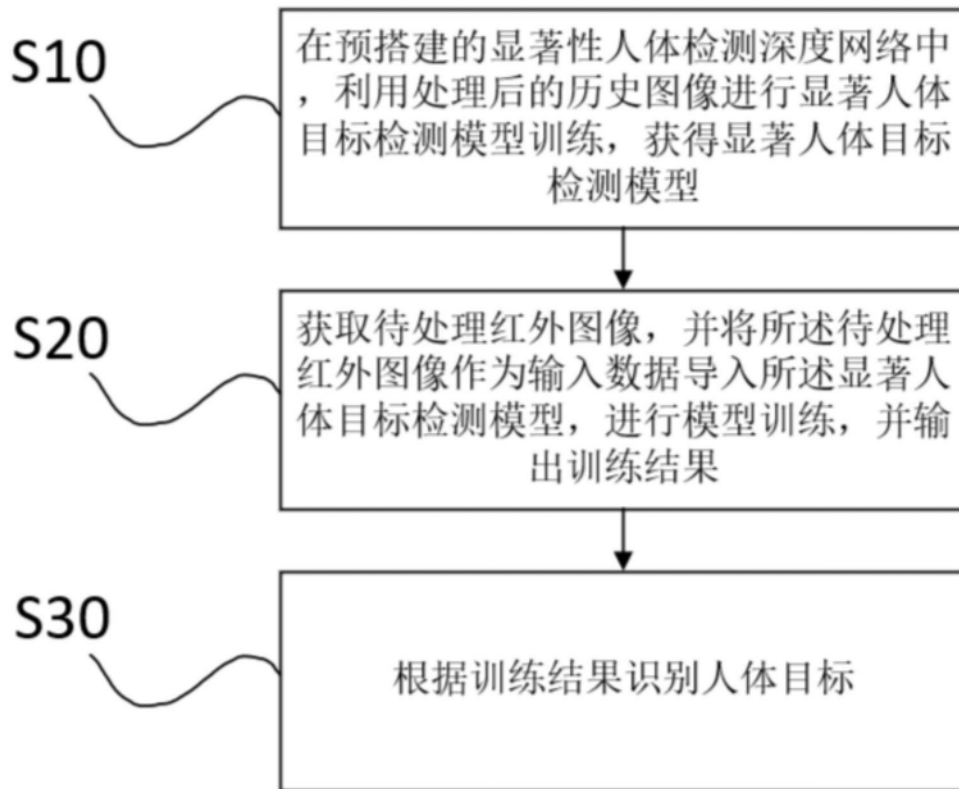 S10
在预搭建的显著性人体检测深度网络中
，利用处理后的历史图像进行显著人体
目标检测模型训练，获得显著人体目标
检测模型
S20
获取待处理红外图像，并将所述待处理
红外图像作为输入数据导入所述显著人
体目标检测模型，进行模型训练，并输
出训练结果
S30
根据训练结果识别人体目标